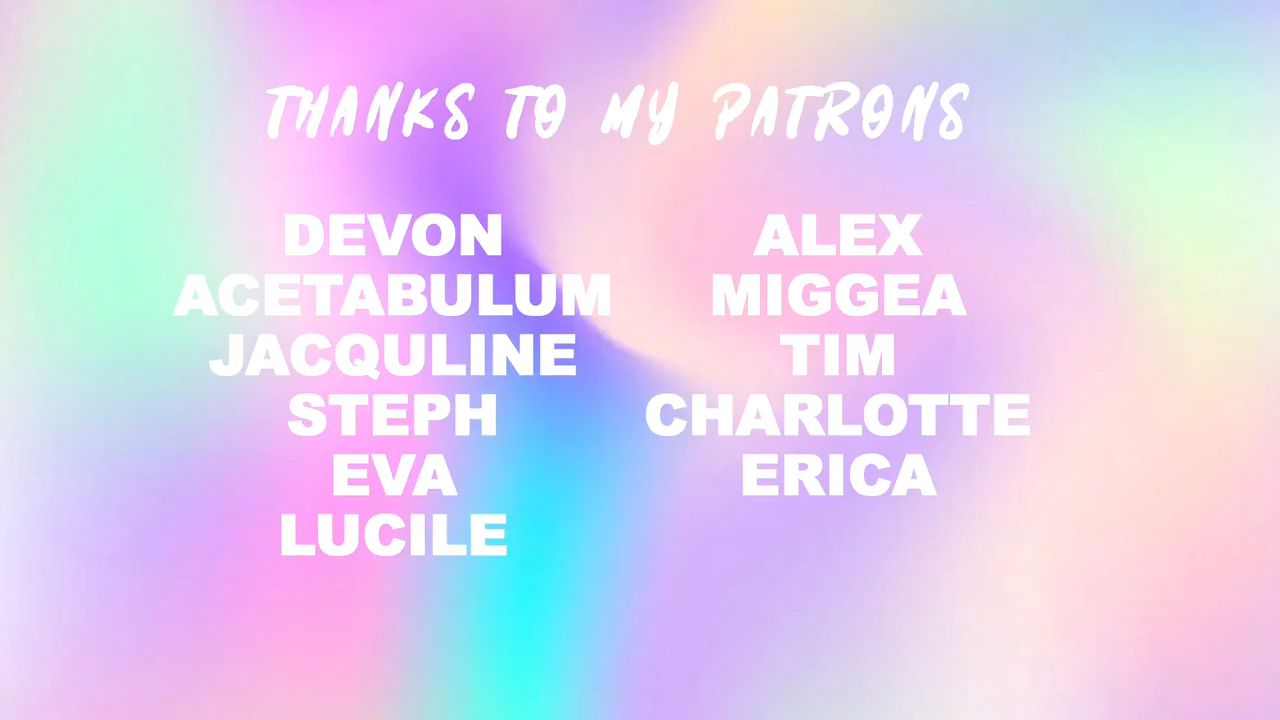 THANKS TO MY PATRONS
DEVON
ACETABULUM
JACQULINE
STEPH
EVA
LUCILE
ALEX
MIGGEA
TIM
CHARLOTTE
ERICA